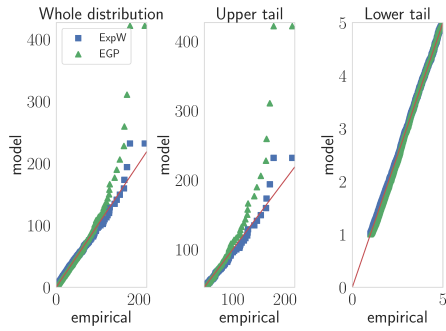 Whole distribution
Upper tail
Lower tail
400
300
200
100
0
model
0
200
empirical
ExpW
EGP
400
300
200
100
model
100
200
empirical
5
4
3
2
1
0
model
0
5
empirical